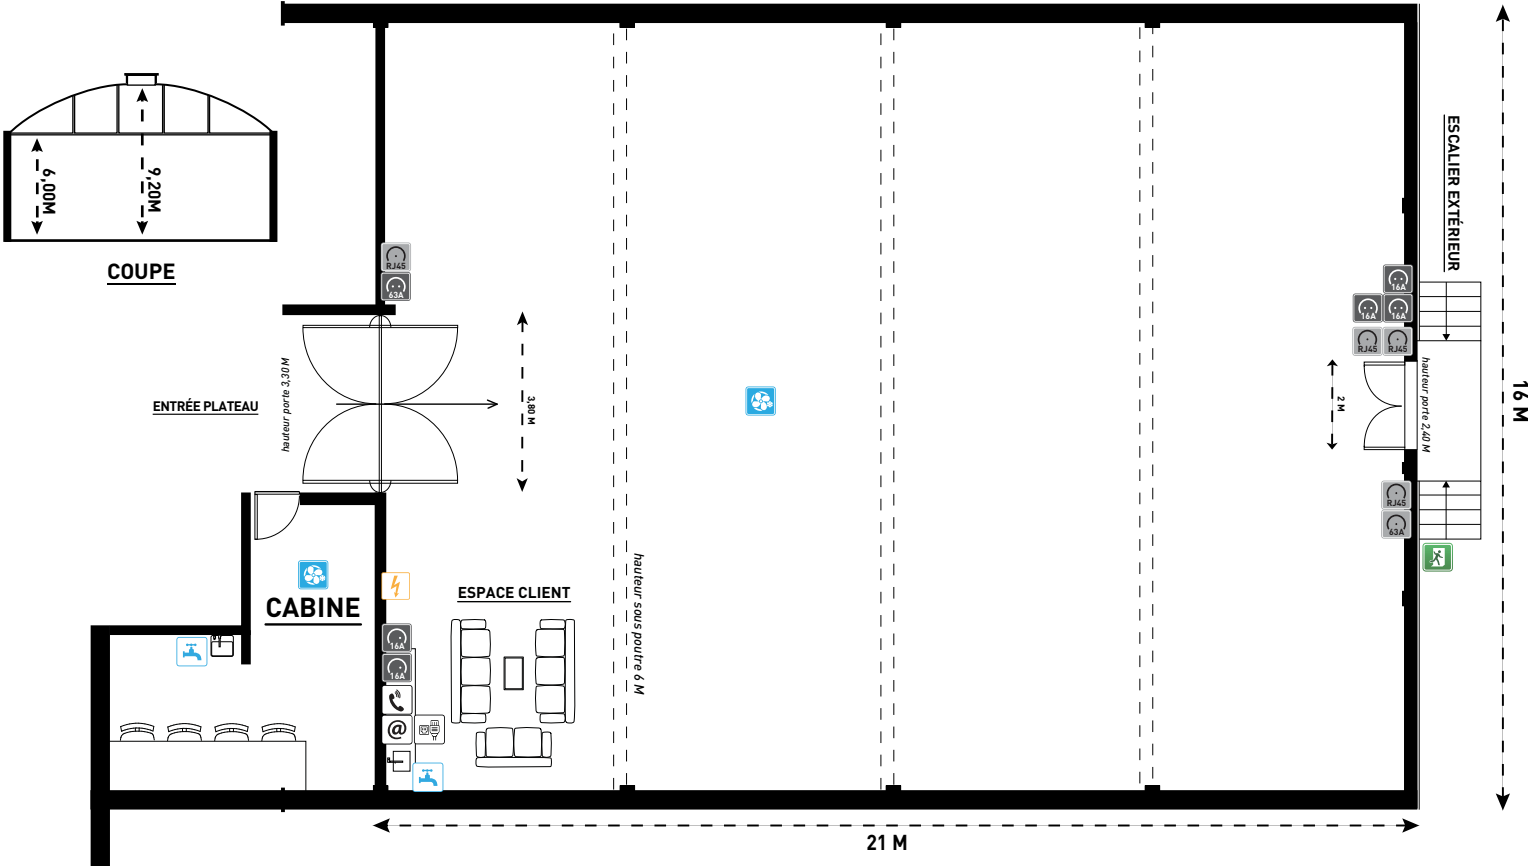 6,00M
9,20M
COUPE
RJ45
63A
ENTRÉE PLATEAU
hauteur porte 3,30 M
3,80 M
CABINE
ESPACE CLIENT
hauteur sous poutre 6 M
16A
16A
@
ESCALIER EXTÉRIEUR
16A
16A
16A
RJ45
RJ45
2 M
hauteur porte 2,40 M
RJ45
63A
16 M
21 M